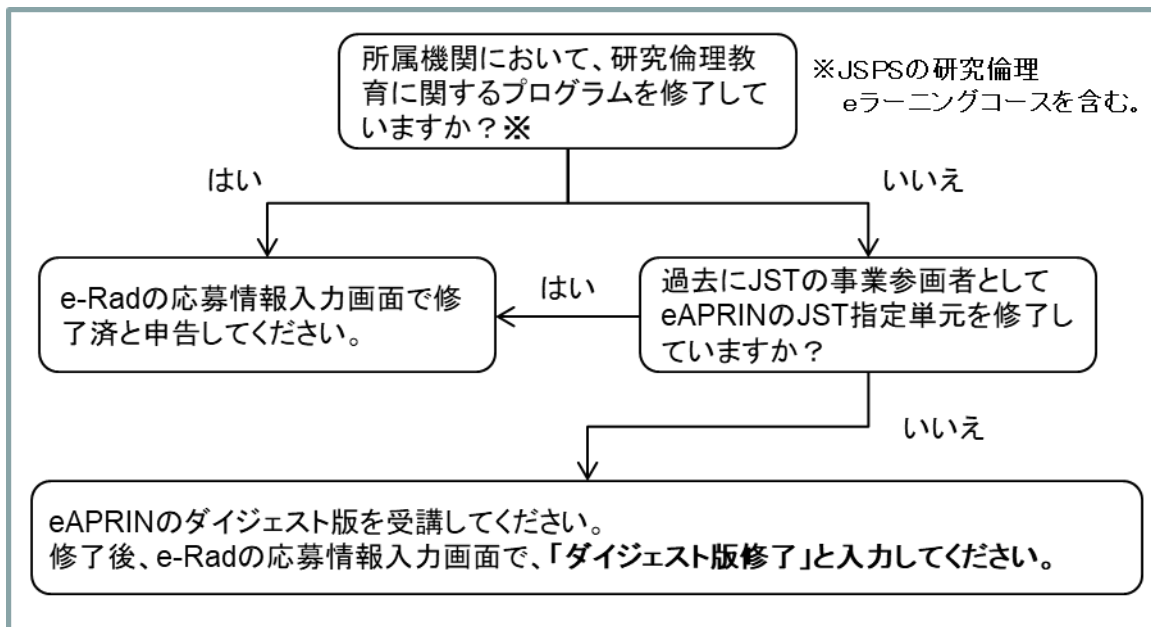 所属機関において、研究倫理教
育に関するプログラムを修了して
いますか?※
※JSPSの研究倫理
eラーニングコースを含む。
はい
いいえ
e-Radの応募情報入力画面で修
了済と申告してください。
はい
過去にJSTの事業参画者として
eAPRINのJST指定単元を修了し
ていますか?
いいえ
eAPRINのダイジェスト版を受講してください。
修了後、e-Radの応募情報入力画面で、「ダイジェスト版修了」と入力してください。